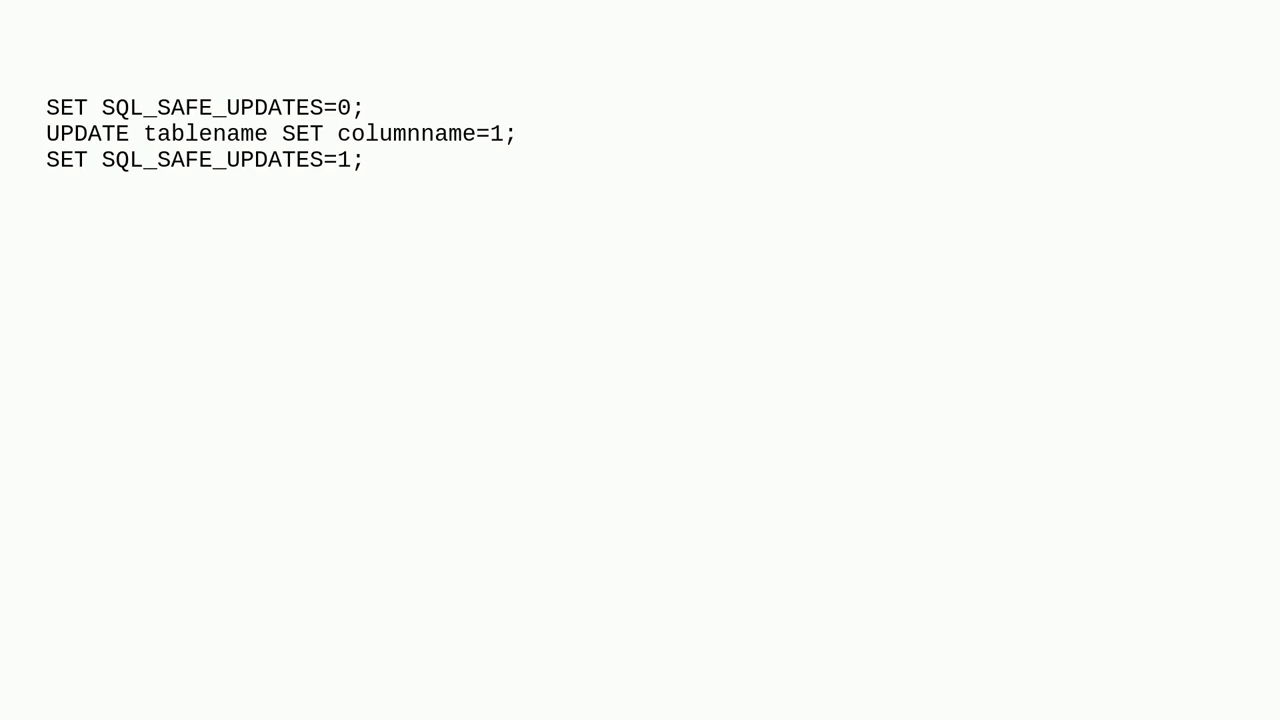 SET SQL_SAFE_UPDATES=0;
UPDATE tablename SET columnname=1;
SET SQL_SAFE_UPDATES=1;